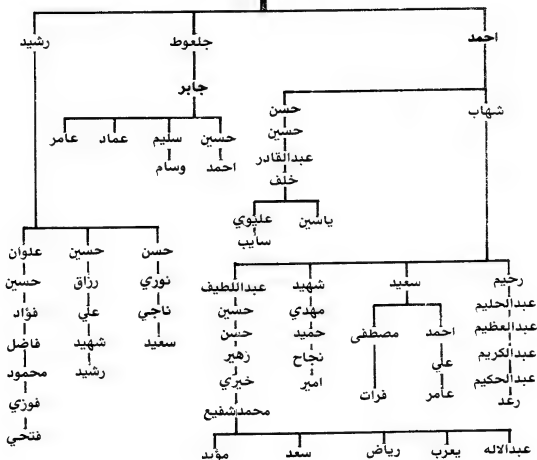 احمد
جلعوط
رشيد
جابر
حسن
شهاب
حسين
سليم
عماد
عامر
حسين
عبدالقادر
احمد
وسام
خلف
ياسين
عليوي
سايب
حسن
حسين
علوان
نوري
رزاق
حسين
ناجي
علي
فؤاد
سعيد
شهيد
فاضل
رشيد
محمود
فوزي
فتحي
رحيم
سعيد
شهيد
عبداللطيف
عبدالحليم
مهدي
حسين
عبدالعظيم
احمد
مصطفى
حميد
حسن
عبدالكريم
علي
نجاح
زهير
عبدالحكيم
عامر
فرات
امير
خيري
رعد
محمدشفيع
عبدالاله
يعرب
رياض
سعد
مؤيد